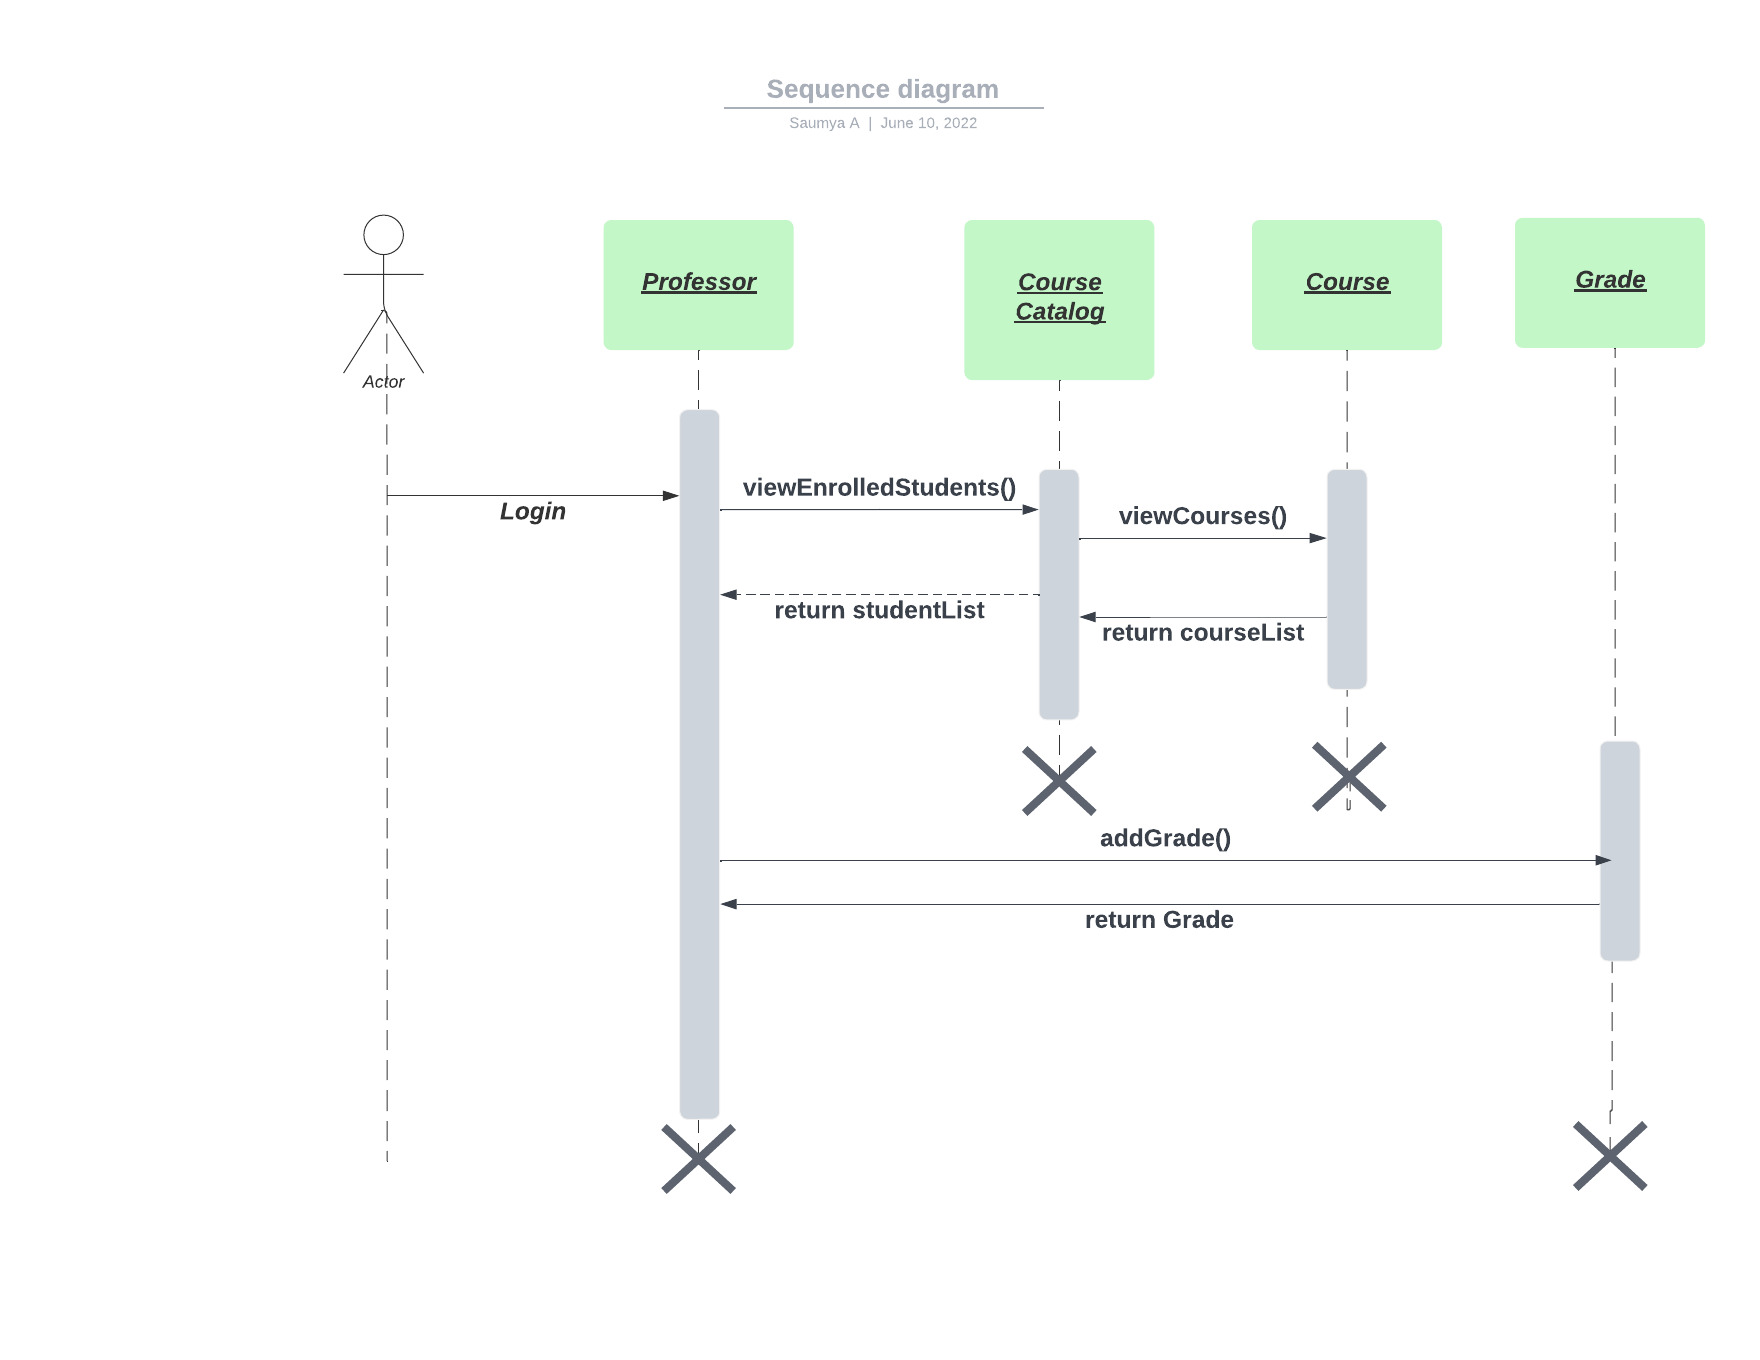 Sequence diagram
Saumya A | June 10, 2022
Actor
Professor
Course
Catalog
Course
Grade
Login
viewEnrolledStudents()
viewCourses()
return studentList
return courseList
addGrade()
return Grade